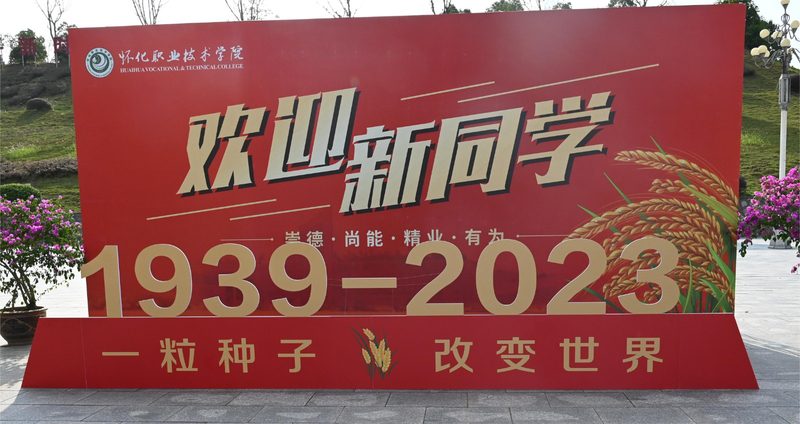 怀化职业技术学院
HUAIHUA VOCATIONAL & TECHNICAL COLLEGE
欢迎新同学
崇德·尚能·精业·有为
1939-2023
一粒种子 改变世界